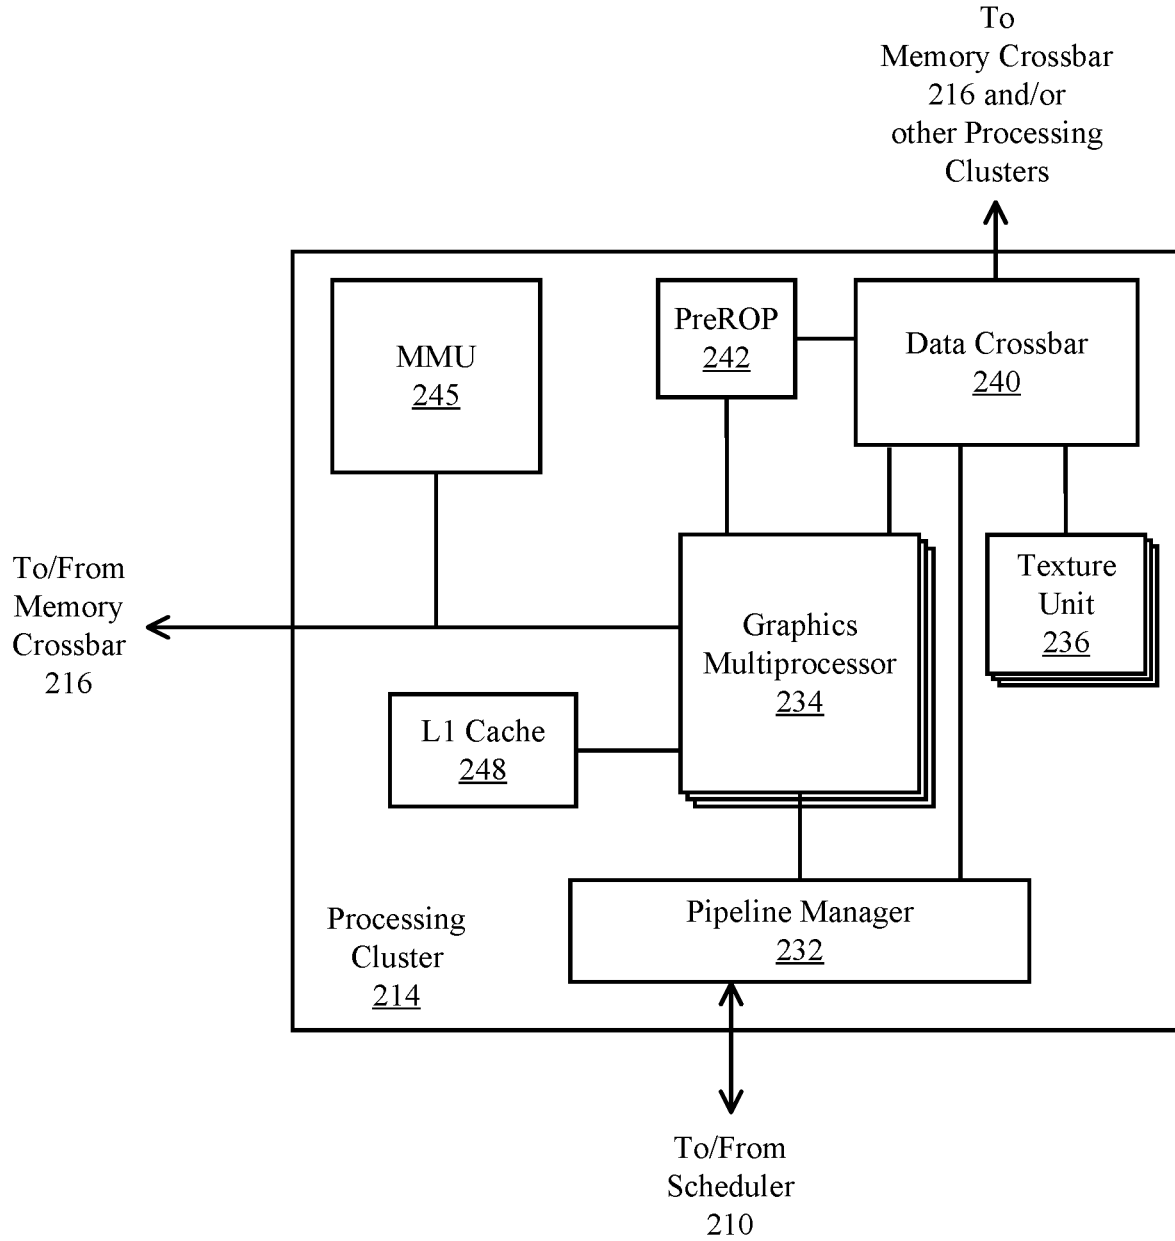 To
Memory Crossbar
216 and/or
other Processing
Clusters
MMU
245
PreROP
242
Data Crossbar
240
To/From
Memory
Crossbar
216
Graphics
Multiprocessor
234
Texture
Unit
236
L1 Cache
248
Processing
Cluster
214
Pipeline Manager
232
To/From
Scheduler
210